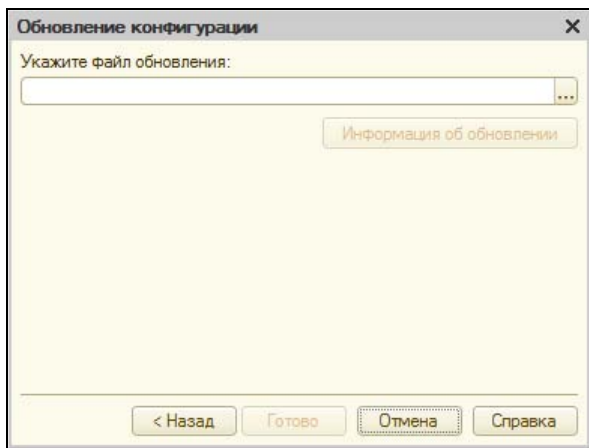 Обновление конфигурации
Укажите файл обновления:
...
Информация об обновлении
< Назад Готово Отмена Справка